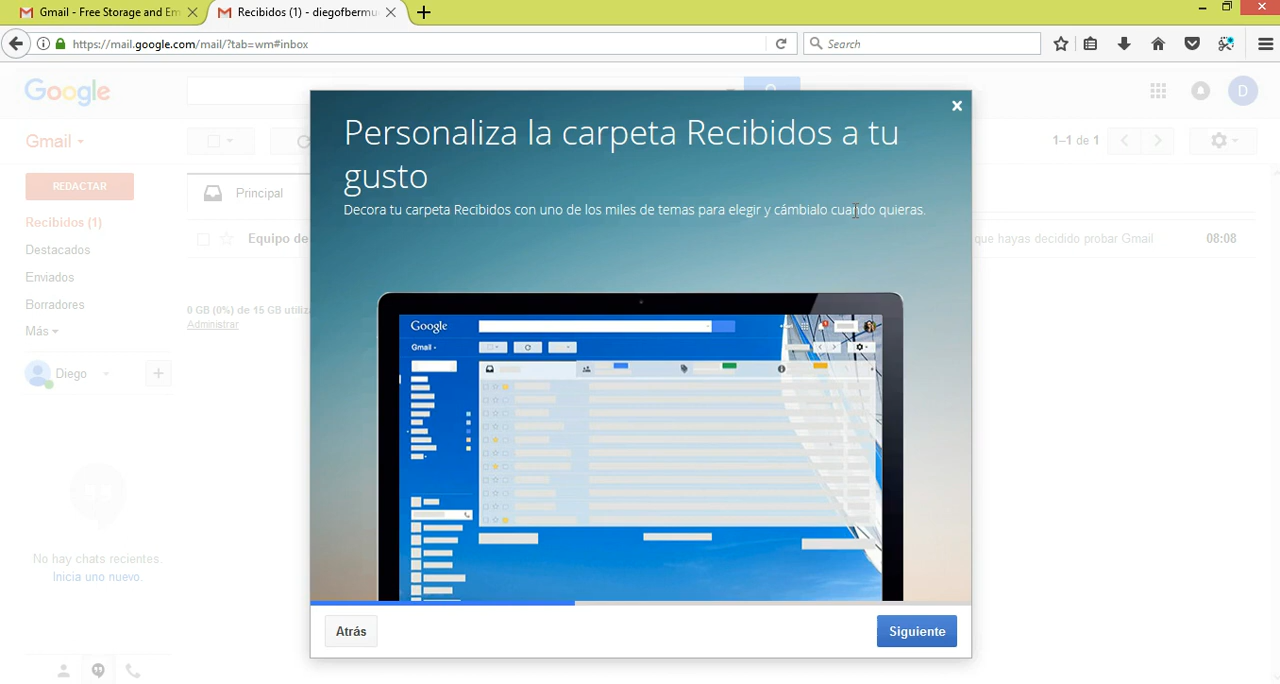 Gmail - Free Storage and Em
Recibidos (1) - diegofbermu
https://mail.google.com/mail/?tab=wm#inbox
Search
Google
D
Gmail
1–1 de 1
REDACTAR
Principal
Recibidos (1)
Equipo de
que hayas decidido probar Gmail
08:08
Destacados
Enviados
Borradores
Más
0 GB (0%) de 15 GB utiliz
Administrar
Diego
No hay chats recientes.
Inicia uno nuevo.
Personaliza la carpeta Recibidos a tu
gusto
Decora tu carpeta Recibidos con uno de los miles de temas para elegir y cámbialo cuando quieras.
Google
Gmail
Atrás
Siguiente